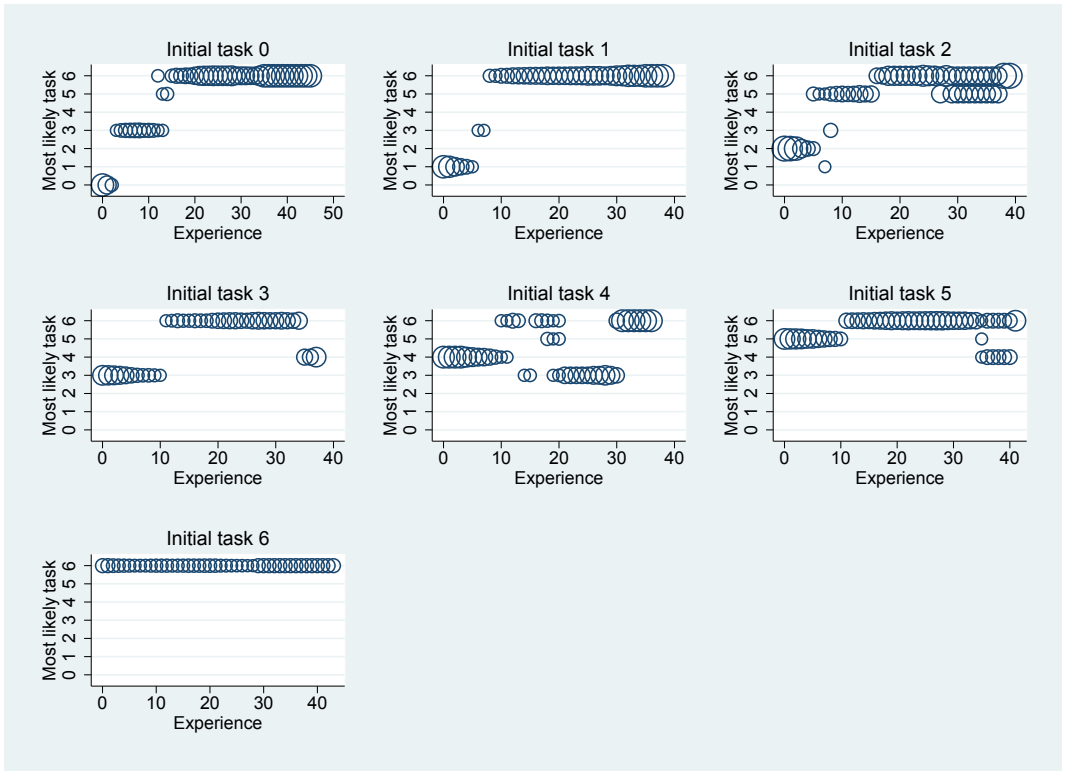 Initial task 0
Most likely task
6
5
4
3
2
1
0
0 10 20 30 40 50
Experience
Initial task 1
Most likely task
6
5
4
3
2
1
0
0 10 20 30 40
Experience
Initial task 2
Most likely task
6
5
4
3
2
1
0
0 10 20 30 40
Experience
Initial task 3
Most likely task
6
5
4
3
2
1
0
0 10 20 30 40
Experience
Initial task 4
Most likely task
6
5
4
3
2
1
0
0 10 20 30 40
Experience
Initial task 5
Most likely task
6
5
4
3
2
1
0
0 10 20 30 40
Experience
Initial task 6
Most likely task
6
5
4
3
2
1
0
0 10 20 30 40
Experience